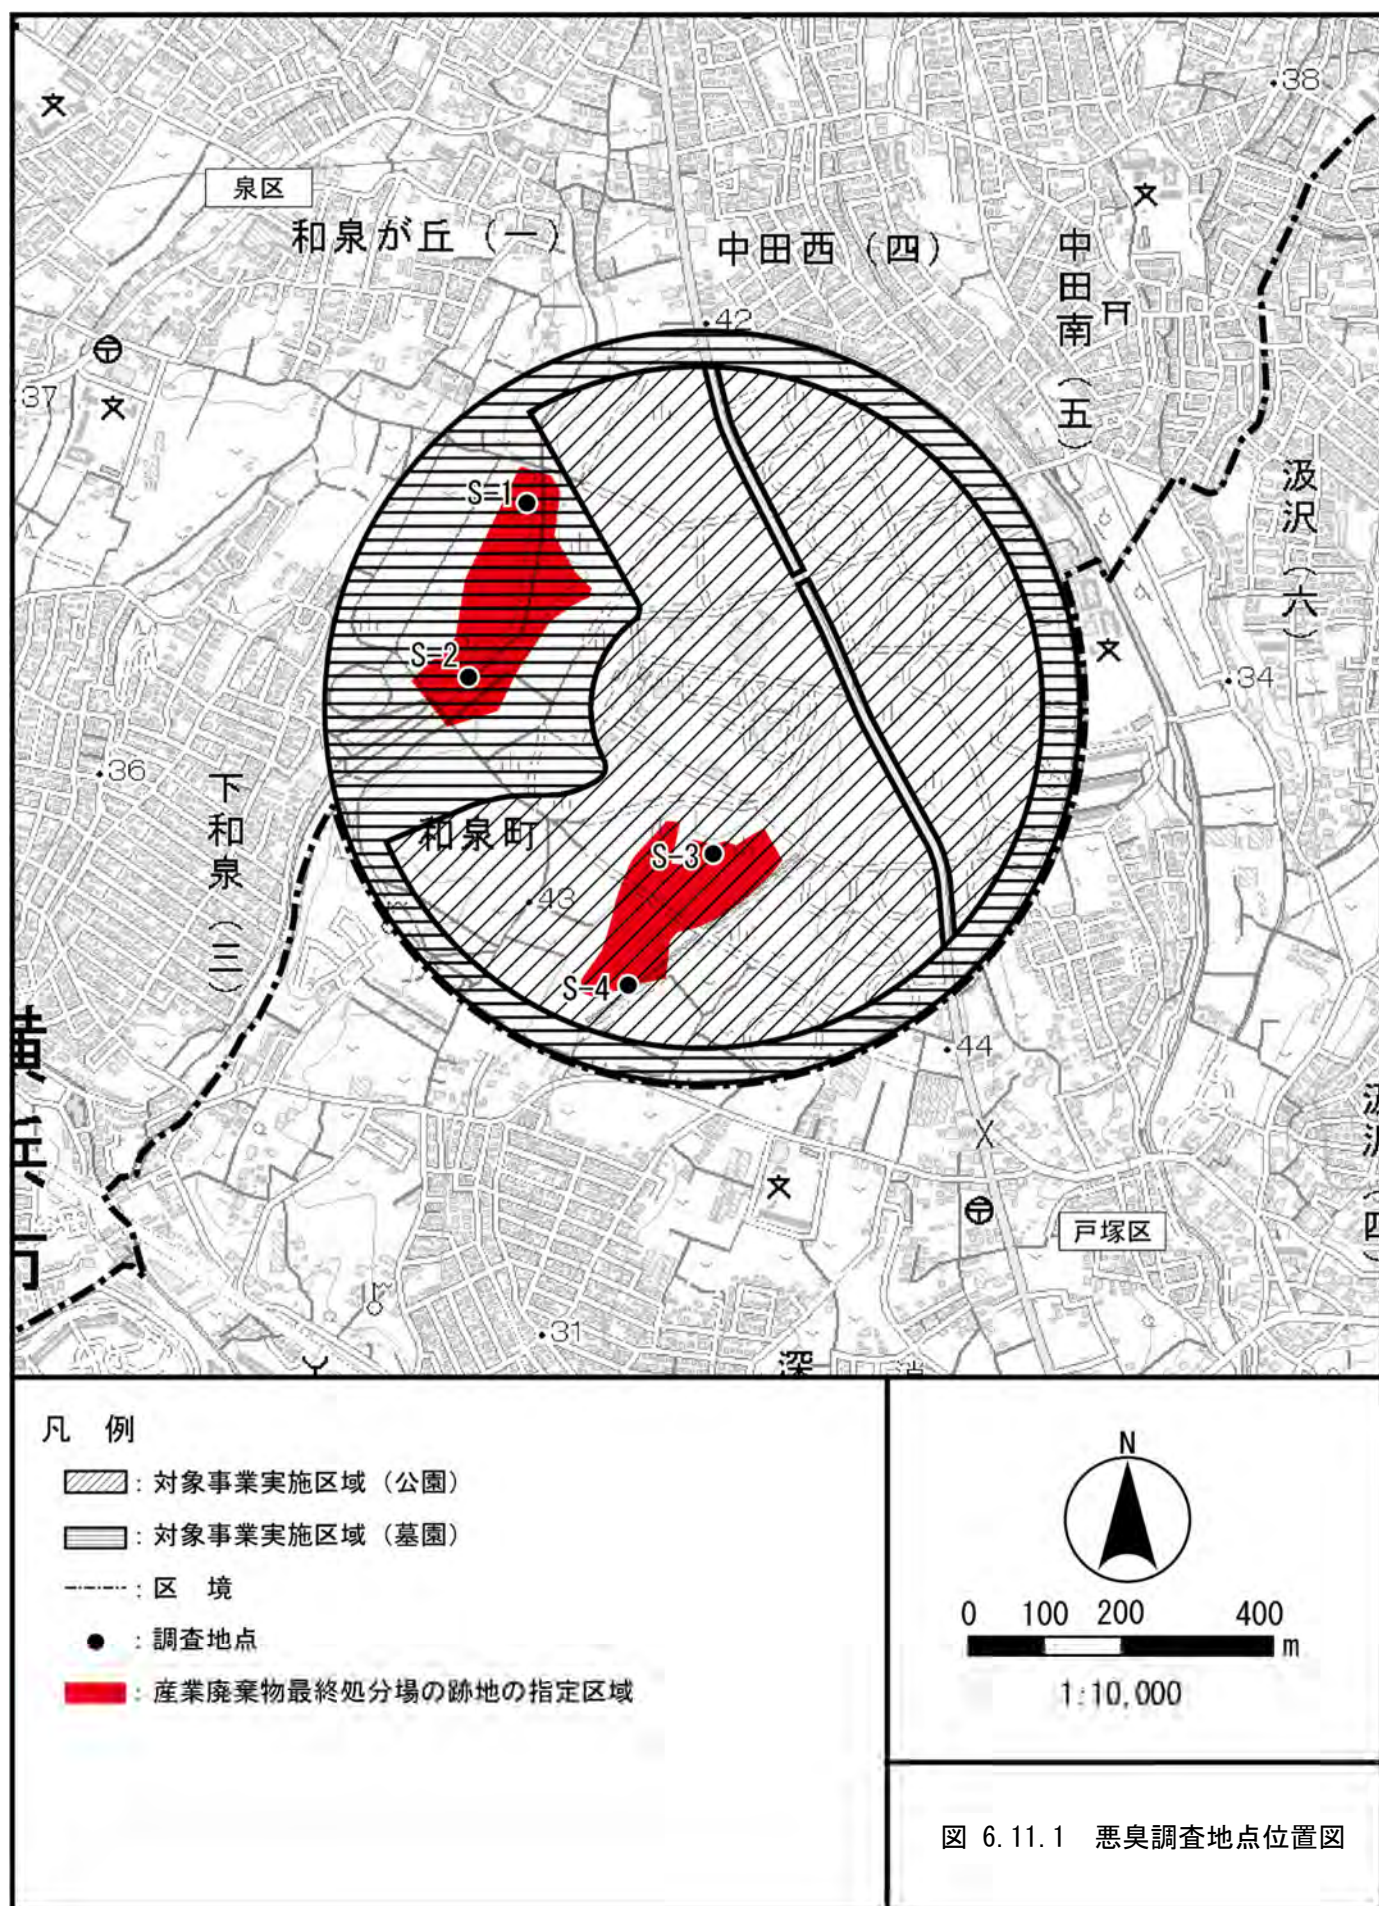 38
泉区
和泉が丘（一）
中田西（四）
中田南（五）
42
37
汲沢（六）
S-1
S-2
34
36
下和泉（三）
和泉町
S-3
43
S-4
44
戸塚区
31
深
凡 例
：対象事業実施区域（公園）
：対象事業実施区域（墓園）
：区 境
：調査地点
：産業廃棄物最終処分場の跡地の指定区域
N
0 100 200 400
m
1:10,000
図 6.11.1 悪臭調査地点位置図